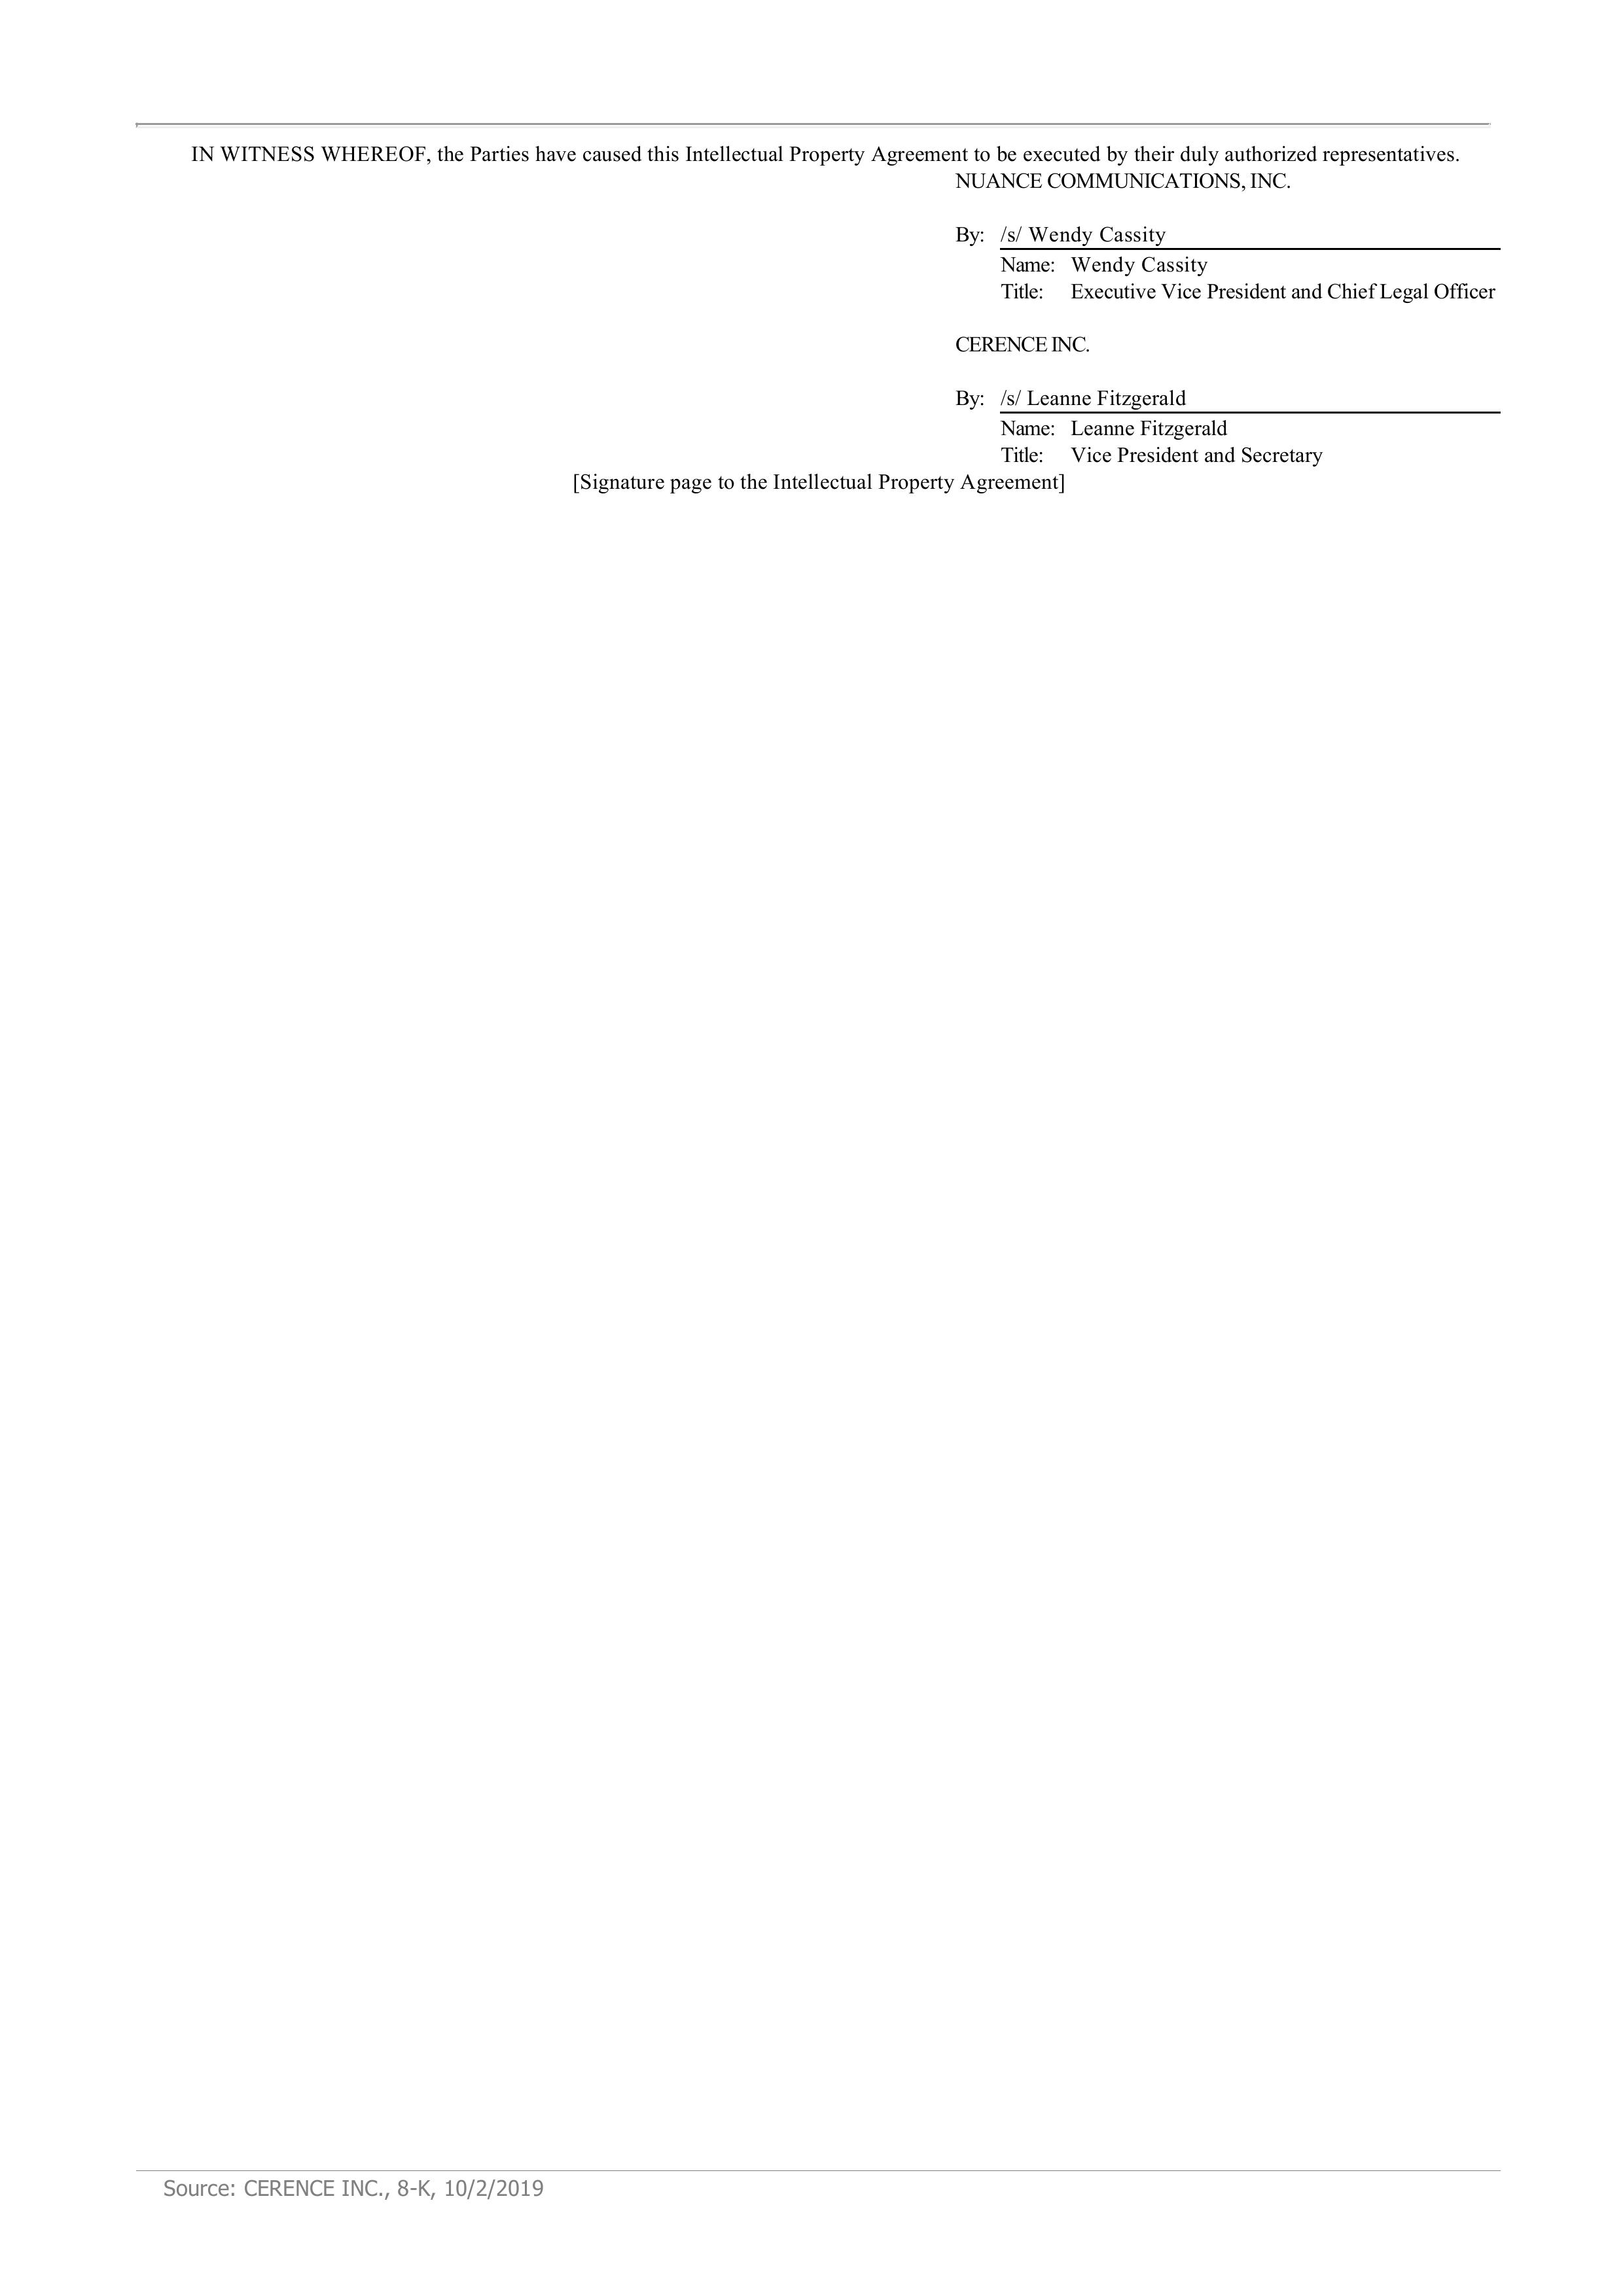 IN WITNESS WHEREOF, the Parties have caused this Intellectual Property Agreement to be executed by their duly authorized representatives.
NUANCE COMMUNICATIONS, INC.
By: /s/ Wendy Cassity
Name: Wendy Cassity
Title: Executive Vice President and Chief Legal Officer
CERENCE INC.
By: /s/ Leanne Fitzgerald
Name: Leanne Fitzgerald
Title: Vice President and Secretary
[Signature page to the Intellectual Property Agreement]
Source: CERENCE INC., 8-K, 10/2/2019